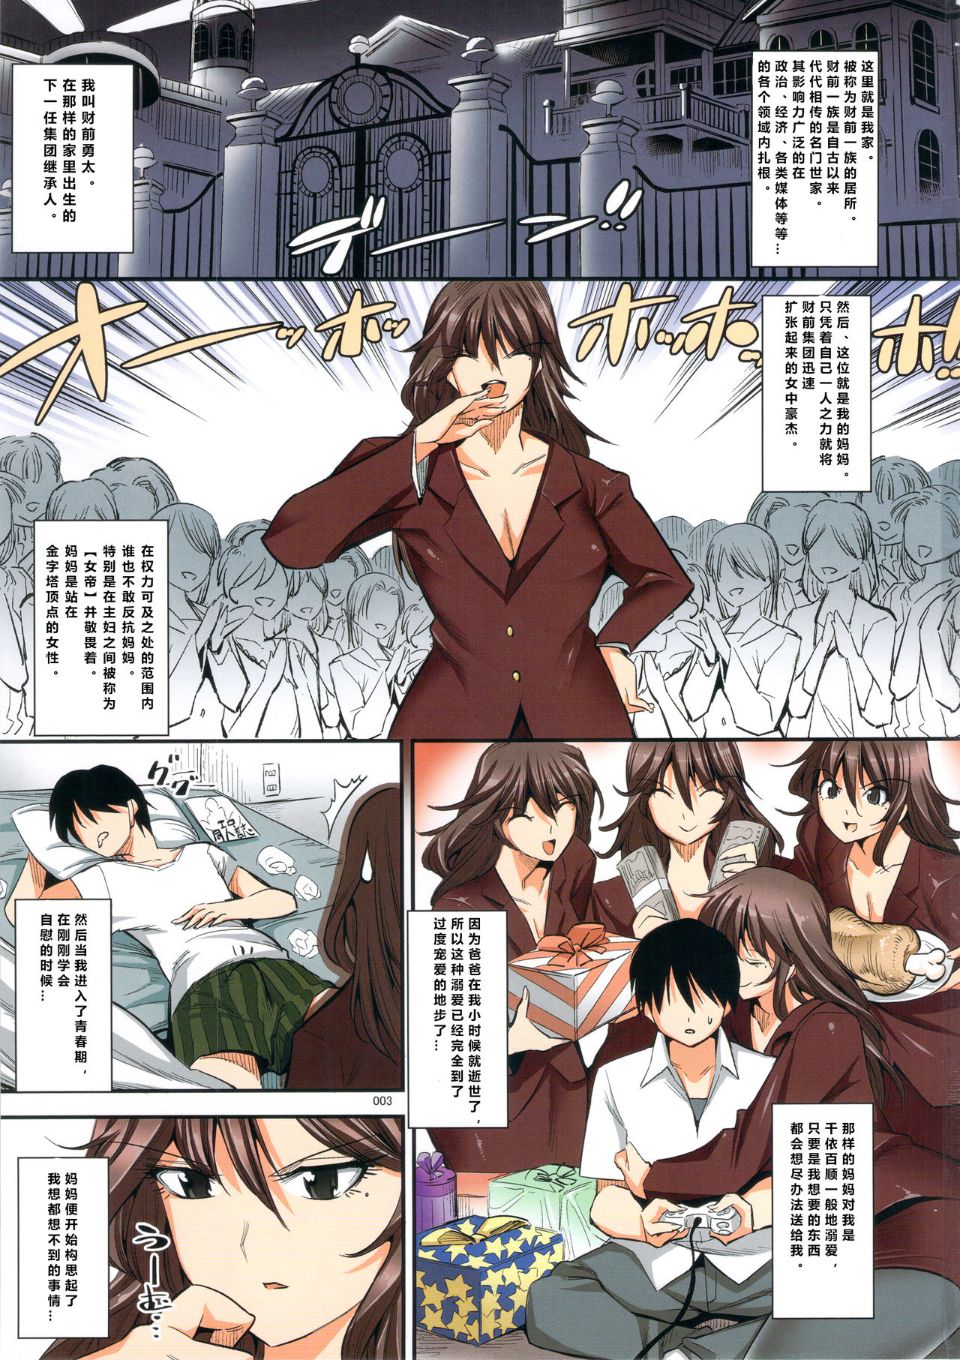 这里就是我家。
被称为财前一族的居所。
财前一族是自古以来
代代相传的名门世家。
其影响力广泛的在
政治、经济、各类媒体等等…
的各个领域内扎根。
我叫财前勇太。
在那样的家里出生的
下一任集团继承人。
デーン!!
然后、这位就是我的妈妈。
只凭着自己一人之力就将
财前集团迅速
扩张起来的女中豪杰。
オーッホッホッホッホ!!
在权力可及之处的范围内
谁也不敢反抗妈妈。
特别是在主妇之间被称为
【女帝】并敬畏着。
妈妈是站在
金字塔顶点的女性。
因为爸爸在我小时候就逝世了，
所以这种溺爱已经完全到了
过度宠爱的地步了…
那样的妈妈对我是
千依百顺一般地溺爱，
只要是我想要的东西
都会想尽办法送给我。
グググ
エロ
同人誌
然后当我进入了青春期，
在刚刚学会
自慰的时候…
003
妈妈便开始构思起了
我想都想不到的事情…
うーむ…